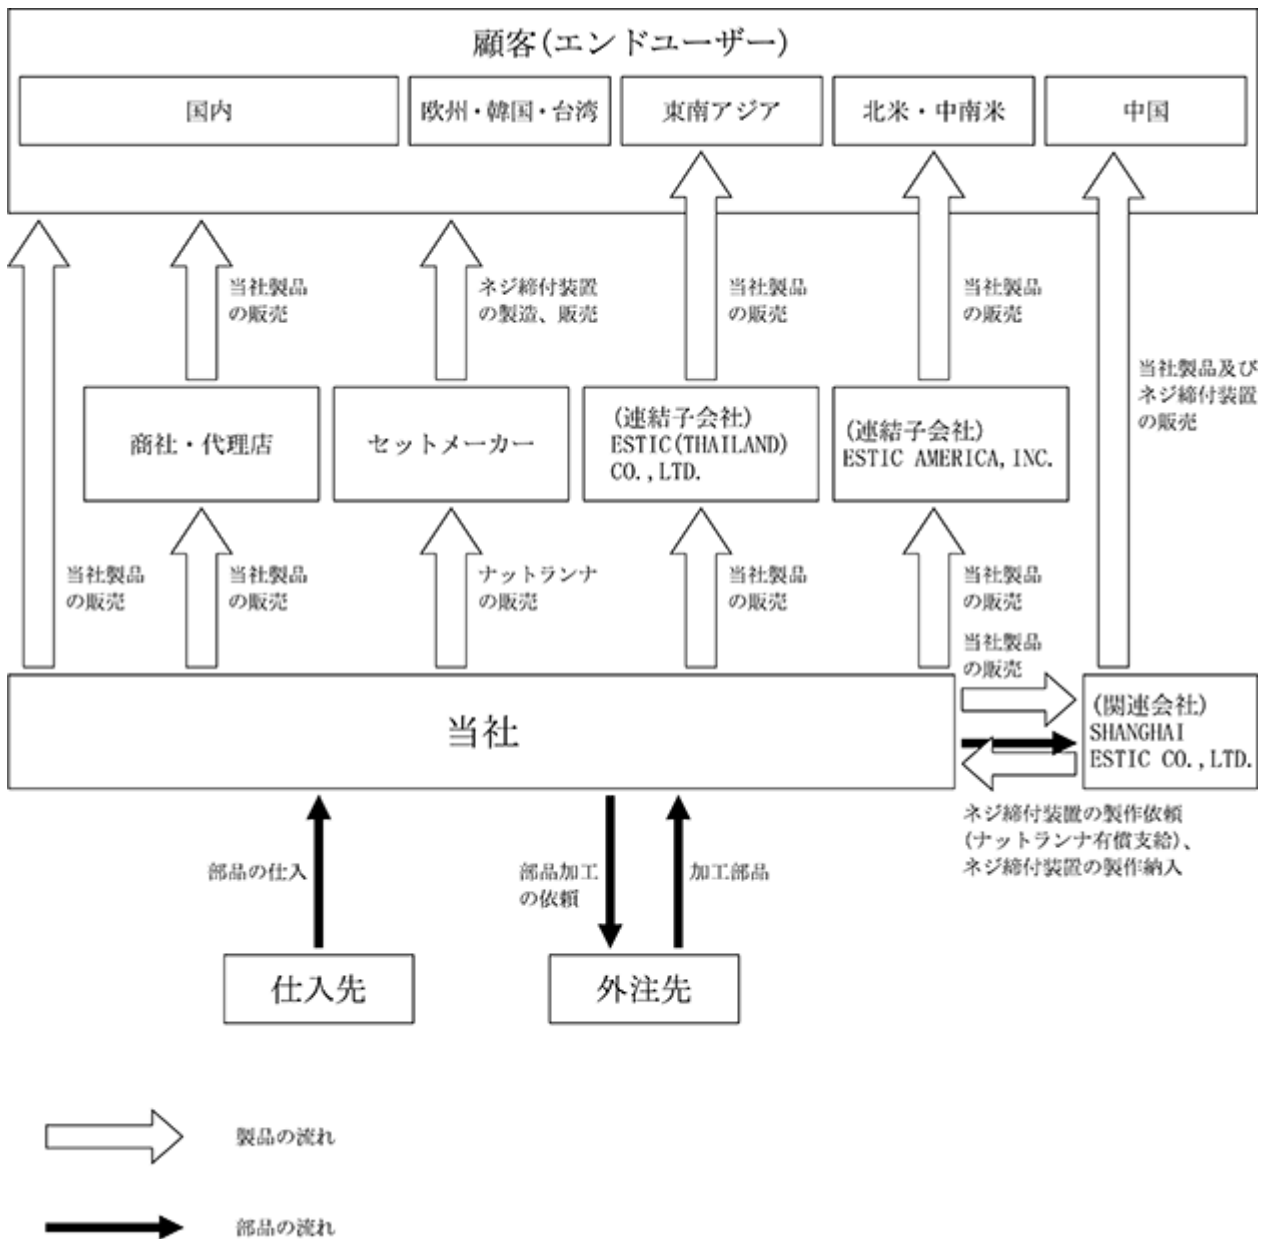 顧客(エンドユーザー)
国内
欧州・韓国・台湾
東南アジア
北米・中南米
中国
当社製品
の販売
ネジ締付装置
の製造、販売
当社製品
の販売
当社製品
の販売
当社製品及び
ネジ締付装置
の販売
商社・代理店
セットメーカー
(連結子会社)
ESTIC(THAILAND)
CO.,LTD.
(連結子会社)
ESTIC AMERICA,INC.
当社製品
の販売
当社製品
の販売
ナットランナ
の販売
当社製品
の販売
当社製品
の販売
当社製品
の販売
当社
(関連会社)
SHANGHAI
ESTIC CO.,LTD.
ネジ締付装置の製作依頼
(ナットランナ有償支給)、
ネジ締付装置の製作納入
部品の仕入
部品加工
の依頼
加工部品
仕入先
外注先
製品の流れ
部品の流れ